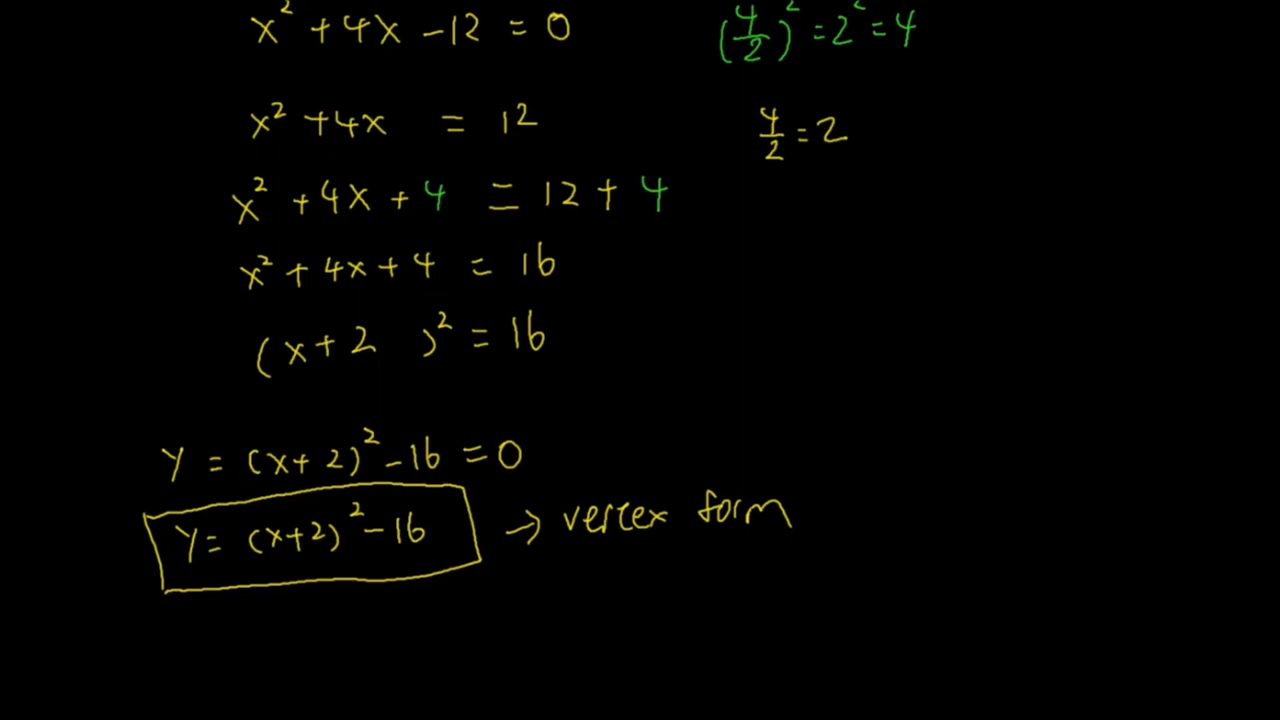 x² + 4x - 12 = 0
(4/2)² = 2² = 4
x² + 4x = 12
4/2 = 2
x² + 4x + 4 = 12 + 4
x² + 4x + 4 = 16
(x + 2 )² = 16
y = (x + 2)² - 16 = 0
y = (x+2)² - 16 → vertex form